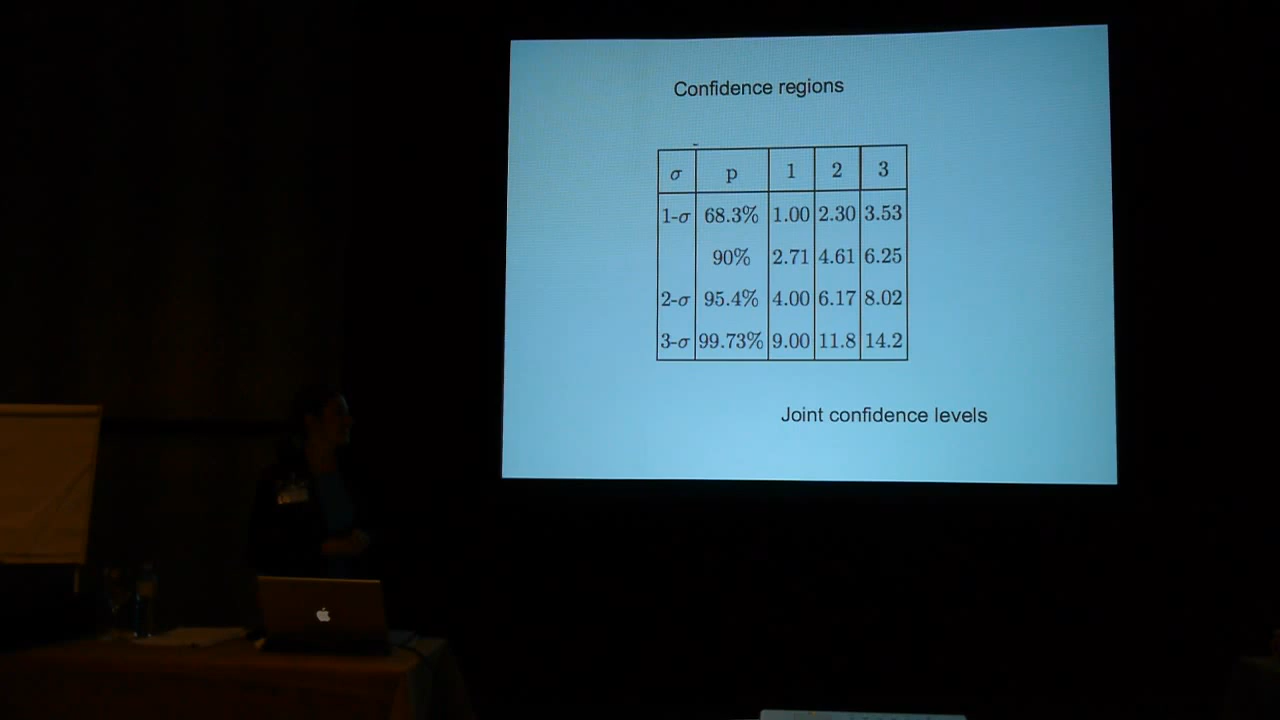 Confidence regions
σ p 1 2 3
1-σ 68.3% 1.00 2.30 3.53
90% 2.71 4.61 6.25
2-σ 95.4% 4.00 6.17 8.02
3-σ 99.73% 9.00 11.8 14.2
Joint confidence levels